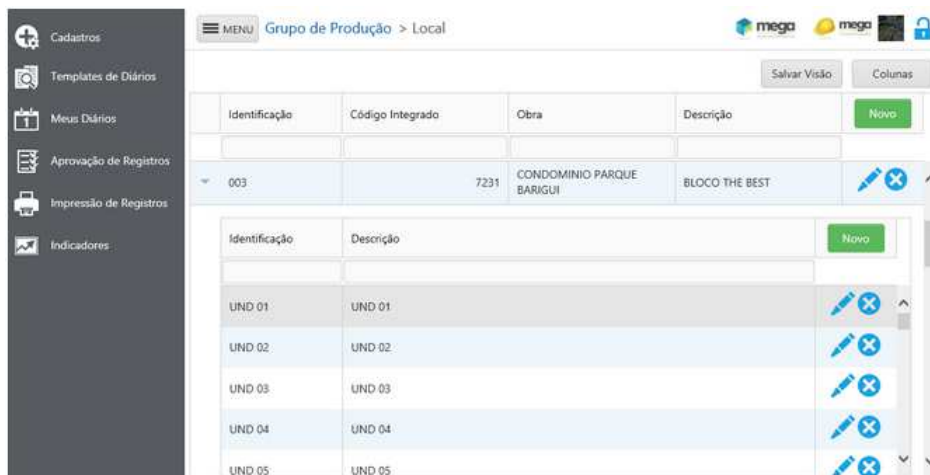 Cadastros
Templates de Diários
1
Meus Diários
Aprovação de Registros
Impressão de Registros
Indicadores
MENU Grupo de Produção > Local
mega mega
Salvar Visão Colunas
Identificação Código Integrado Obra Descrição Novo
003 7231 CONDOMINIO PARQUE BARIGUI BLOCO THE BEST
Identificação Descrição Novo
UND 01 UND 01
UND 02 UND 02
UND 03 UND 03
UND 04 UND 04
UND 05 UND 05